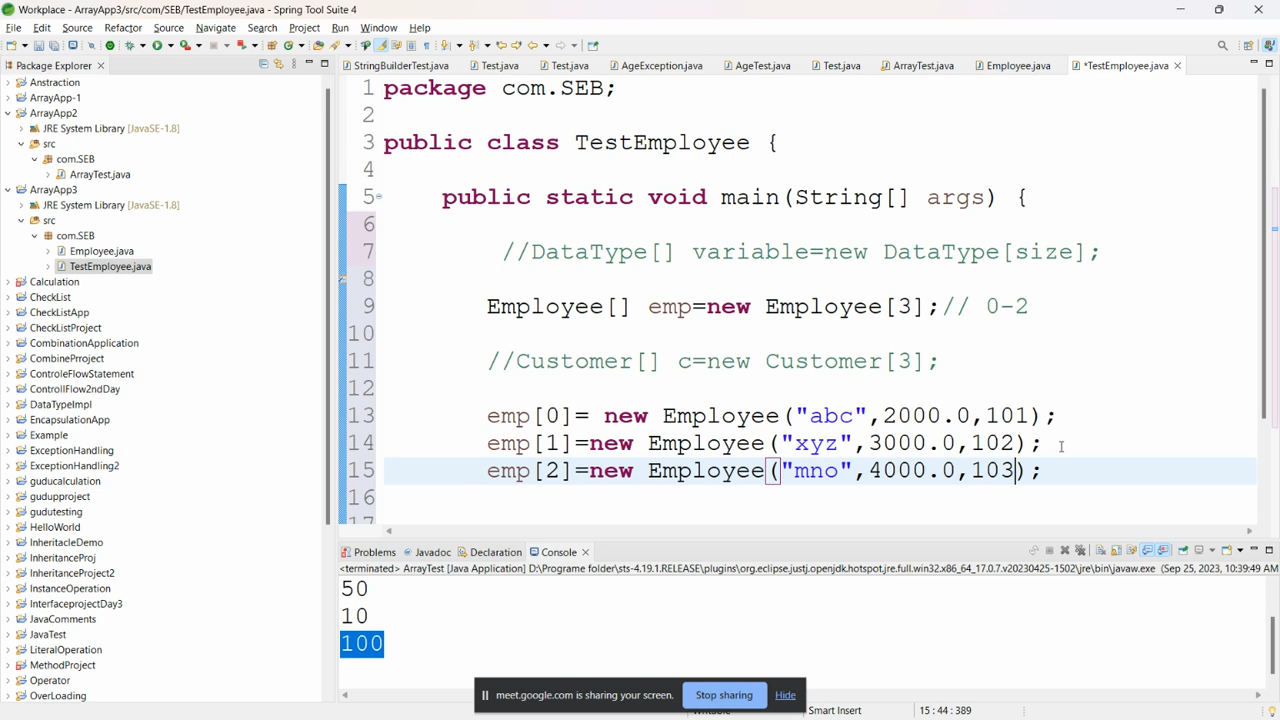 Workplace - ArrayApp3/src/com/SEB/TestEmployee.java - Spring Tool Suite 4
File Edit Source Refactor Source Navigate Search Project Run Window Help
Package Explorer
StringBuilderTest.java Test.java Test.java AgeException.java AgeTest.java Test.java ArrayTest.java Employee.java *TestEmployee.java
Anstraction
ArrayApp-1
ArrayApp2
JRE System Library [JavaSE-1.8]
src
com.SEB
ArrayTest.java
ArrayApp3
JRE System Library [JavaSE-1.8]
src
com.SEB
Employee.java
TestEmployee.java
Calculation
CheckList
CheckListApp
CheckListProject
CombinationApplication
CombineProject
ControleFlowStatement
ControllFlow2ndDay
DataTypeImpl
EncapsulationApp
Example
ExceptionHandling
ExceptionHandling2
guducalculation
gudupproject
gudutesting
HelloWorld
InheritacleDemo
InheritanceProj
InheritanceProject2
InstanceOperation
InterfaceprojectDay3
JavaComments
JavaTest
LiteralOperation
MethodProject
Operator
OverLoading
1 package com.SEB;
2
3 public class TestEmployee {
4
5 public static void main(String[] args) {
6
7 //DataType[] variable=new DataType[size];
8
9 Employee[] emp=new Employee[3];// 0-2
10
11 //Customer[] c=new Customer[3];
12
13 emp[0]= new Employee("abc",2000.0,101);
14 emp[1]=new Employee("xyz",3000.0,102);
15 emp[2]=new Employee("mno",4000.0,103);
16
17
Problems Javadoc Declaration Console
<terminated> ArrayTest [Java Application] D:\Programe folder\sts-4.19.1.RELEASE\plugins\org.eclipse.justj.openjdk.hotspot.jre.full.win32.x86_64_17.0.7.v20230425-1502\jre\bin\javaw.exe (Sep 25, 2023, 10:39:49 AM
50
10
100
meet.google.com is sharing your screen. Stop sharing Hide
Smart Insert 15 : 44 : 389